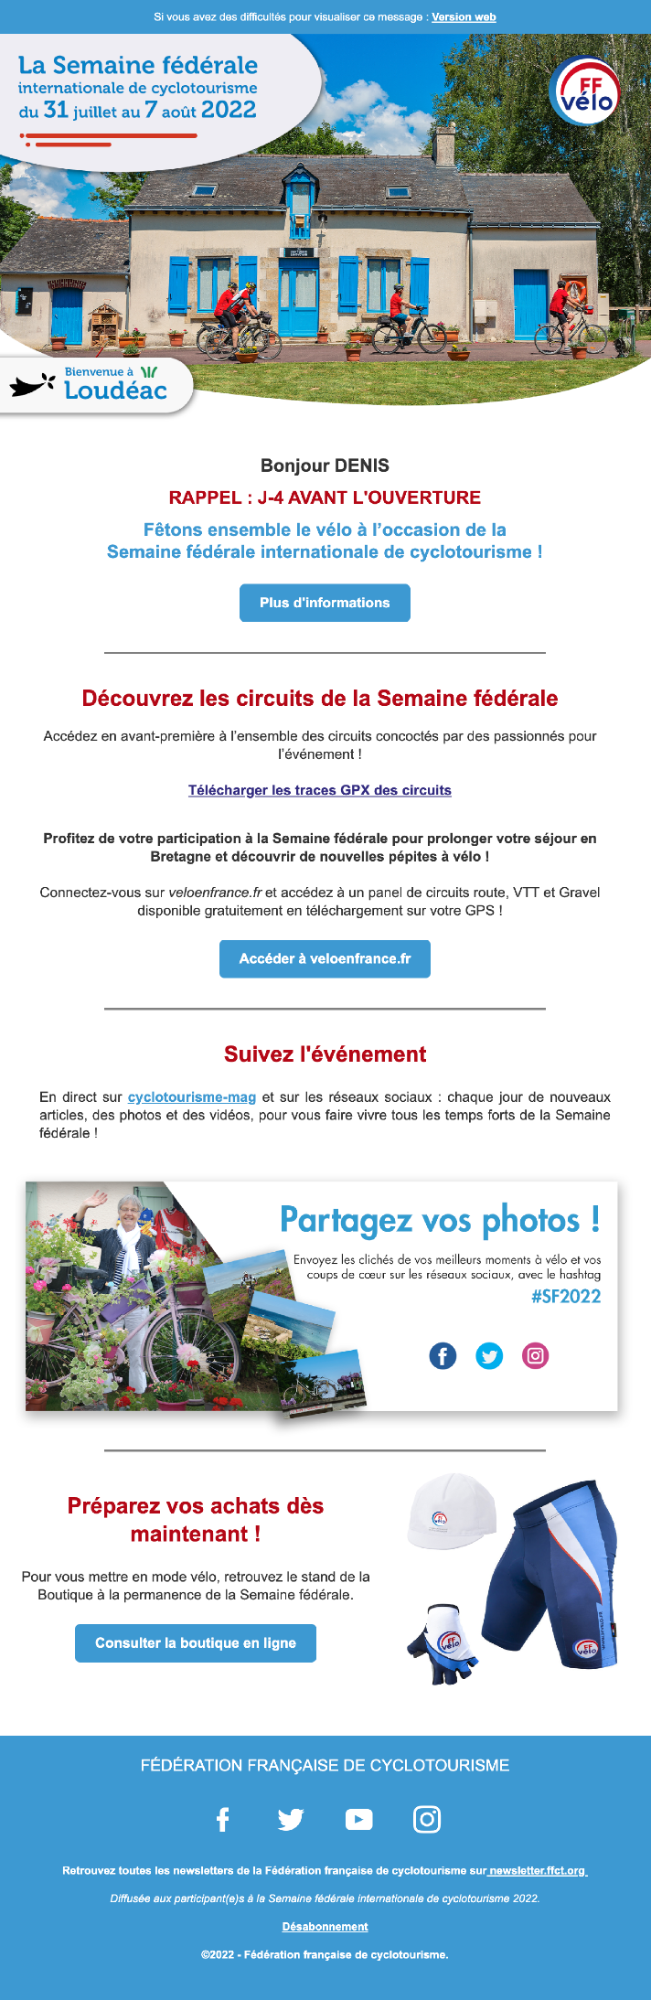 Si vous avez des difficultés pour visualiser ce message : Version web
La Semaine fédérale
internationale de cyclotourisme
du 31 juillet au 7 août 2022
FF
vélo
Bienvenue à
Loudéac
Bonjour DENIS
RAPPEL : J-4 AVANT L'OUVERTURE
Fêtons ensemble le vélo à l’occasion de la
Semaine fédérale internationale de cyclotourisme !
Plus d'informations
Découvrez les circuits de la Semaine fédérale
Accédez en avant-première à l’ensemble des circuits concoctés par des passionnés pour
l’événement !
Télécharger les traces GPX des circuits
Profitez de votre participation à la Semaine fédérale pour prolonger votre séjour en
Bretagne et découvrir de nouvelles pépites à vélo !
Connectez-vous sur veloenfrance.fr et accédez à un panel de circuits route, VTT et Gravel
disponible gratuitement en téléchargement sur votre GPS !
Accéder à veloenfrance.fr
Suivez l'événement
En direct sur cyclotourisme-mag et sur les réseaux sociaux : chaque jour de nouveaux
articles, des photos et des vidéos, pour vous faire vivre tous les temps forts de la Semaine
fédérale !
Partagez vos photos !
Envoyez les clichés de vos meilleurs moments à vélo et vos
coups de cœur sur les réseaux sociaux, avec le hashtag
#SF2022
Préparez vos achats dès
maintenant !
Pour vous mettre en mode vélo, retrouvez le stand de la
Boutique à la permanence de la Semaine fédérale.
Consulter la boutique en ligne
FF
vélo
FF
vélo
FÉDÉRATION FRANÇAISE DE CYCLOTOURISME
Retrouvez toutes les newsletters de la Fédération française de cyclotourisme sur newsletter.ffct.org
Diffusée aux participant(e)s à la Semaine fédérale internationale de cyclotourisme 2022.
Désabonnement
©2022 - Fédération française de cyclotourisme.